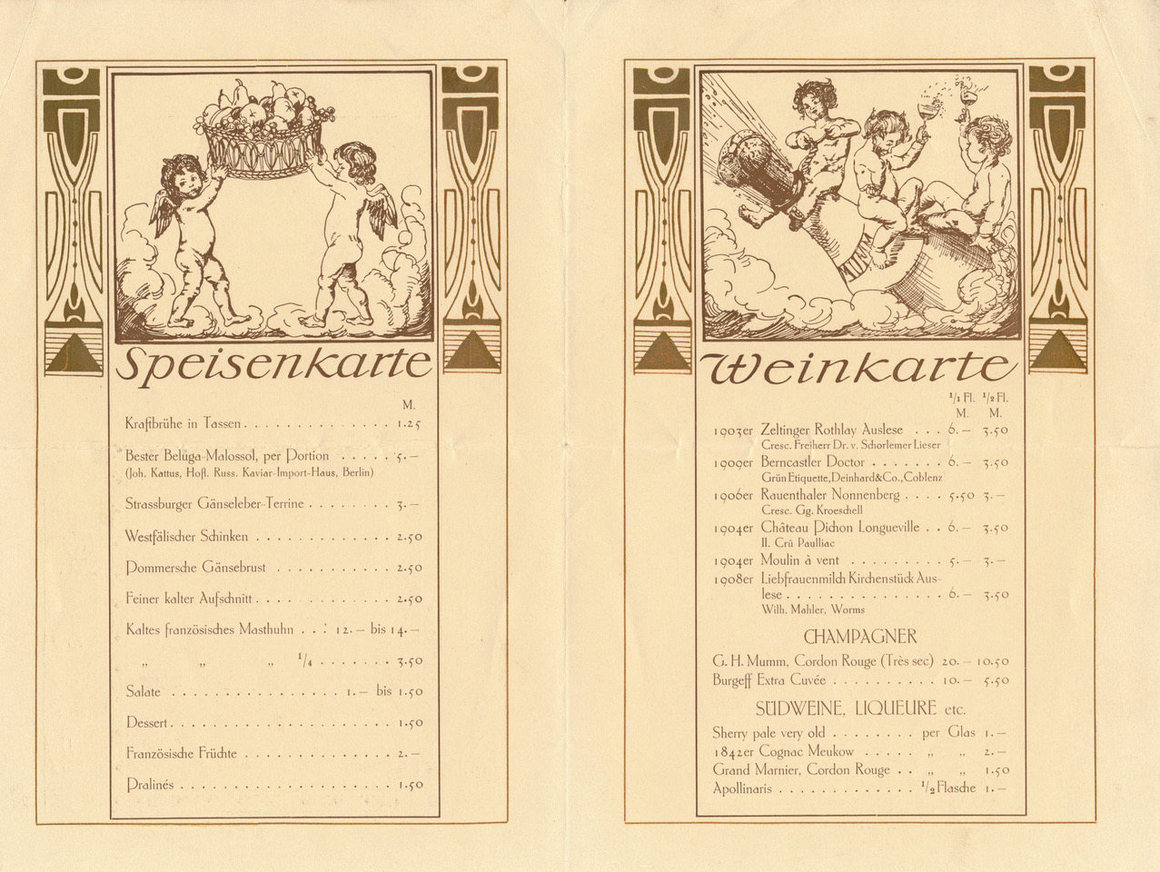 Speisenkarte
M.
Kraftbrühe in Tassen . . . . . . . . . . . . . . 1.25
Bester Belúga-Malossol, per Portion . . . . . 5.—
(Joh. Kattus, Hofl. Russ. Kaviar-Import-Haus, Berlin)
Strassburger Gänseleber-Terrine . . . . . . . . 3.—
Westfälischer Schinken . . . . . . . . . . . . . 2.50
Pommersche Gänsebrust . . . . . . . . . . . 2.50
Feiner kalter Aufschnitt . . . . . . . . . . . . . 2.50
Kaltes französisches Masthuhn . . . 12.— bis 14.—
„ „ „ 1/4 . . . . . . . 3.50
Salate . . . . . . . . . . . . . . . . . 1.— bis 1.50
Dessert . . . . . . . . . . . . . . . . . . . . . 1.50
Französische Früchte . . . . . . . . . . . . . . 2.—
Pralinés . . . . . . . . . . . . . . . . . . . . 1.50
KUNI
Weinkarte
1/1 Fl. 1/2 Fl.
M. M.
1903er Zeltinger Rothlay Auslese . . . 6.— 3.50
Cresc. Freiherr Dr. v. Schorlemer Lieser
1909er Berncastler Doctor . . . . . . . 6.— 3.50
Grün Etiquette, Deinhard & Co., Coblenz
1906er Rauenthaler Nonnenberg . . . . 5.50 3.—
Cresc. Gg. Kroeschell
1904er Château Pichon Longueville . . 6.— 3.50
II. Crû Paulliac
1904er Moulin à vent . . . . . . . . . 5.— 3.—
1908er Liebfrauenmilch Kirchenstück Aus-
lese . . . . . . . . . . . . . . . 6.— 3.50
Wilh. Mahler, Worms
CHAMPAGNER
G. H. Mumm, Cordon Rouge (Très sec) 20.— 10.50
Burgeff Extra Cuvée . . . . . . . . . . 10.— 5.50
SÜDWEINE, LIQUEURE etc.
Sherry pale very old . . . . . . . . per Glas 1.—
1842er Cognac Meukow . . . . . „ „ 2.—
Grand Marnier, Cordon Rouge . . „ „ 1.50
Apollinaris . . . . . . . . . . . . . 1/2 Flasche 1.—